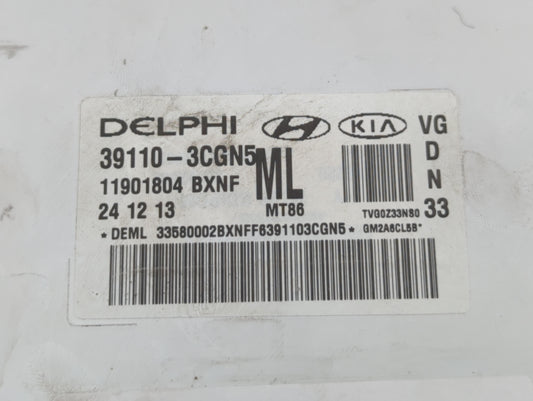 DELPHI KIA VG
39110-3CGN5 ML D
11901804 BXNF N
24 12 13 MT86 TVG0Z33N80 33
* DEML 33580002BXNFF6391103CGN5 * GM2A6CL5B*